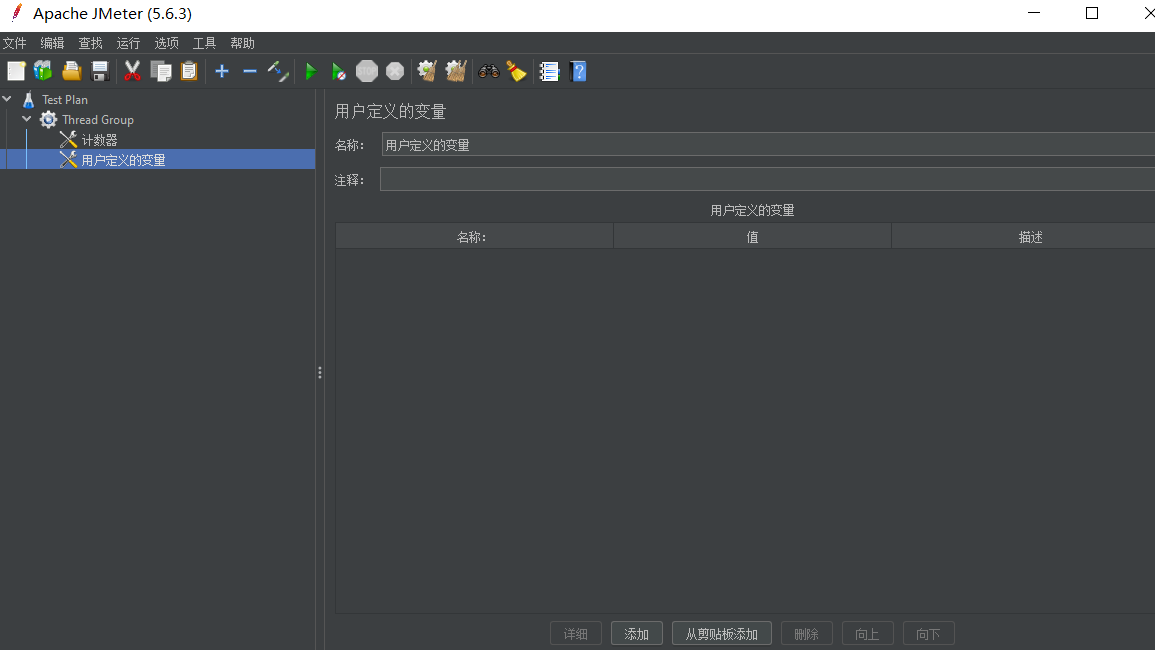 Apache JMeter (5.6.3)
文件 编辑 查找 运行 选项 工具 帮助
STOP
Test Plan
Thread Group
计数器
用户定义的变量
用户定义的变量
名称： 用户定义的变量
注释：
用户定义的变量
名称： 值 描述
详细 添加 从剪贴板添加 删除 向上 向下